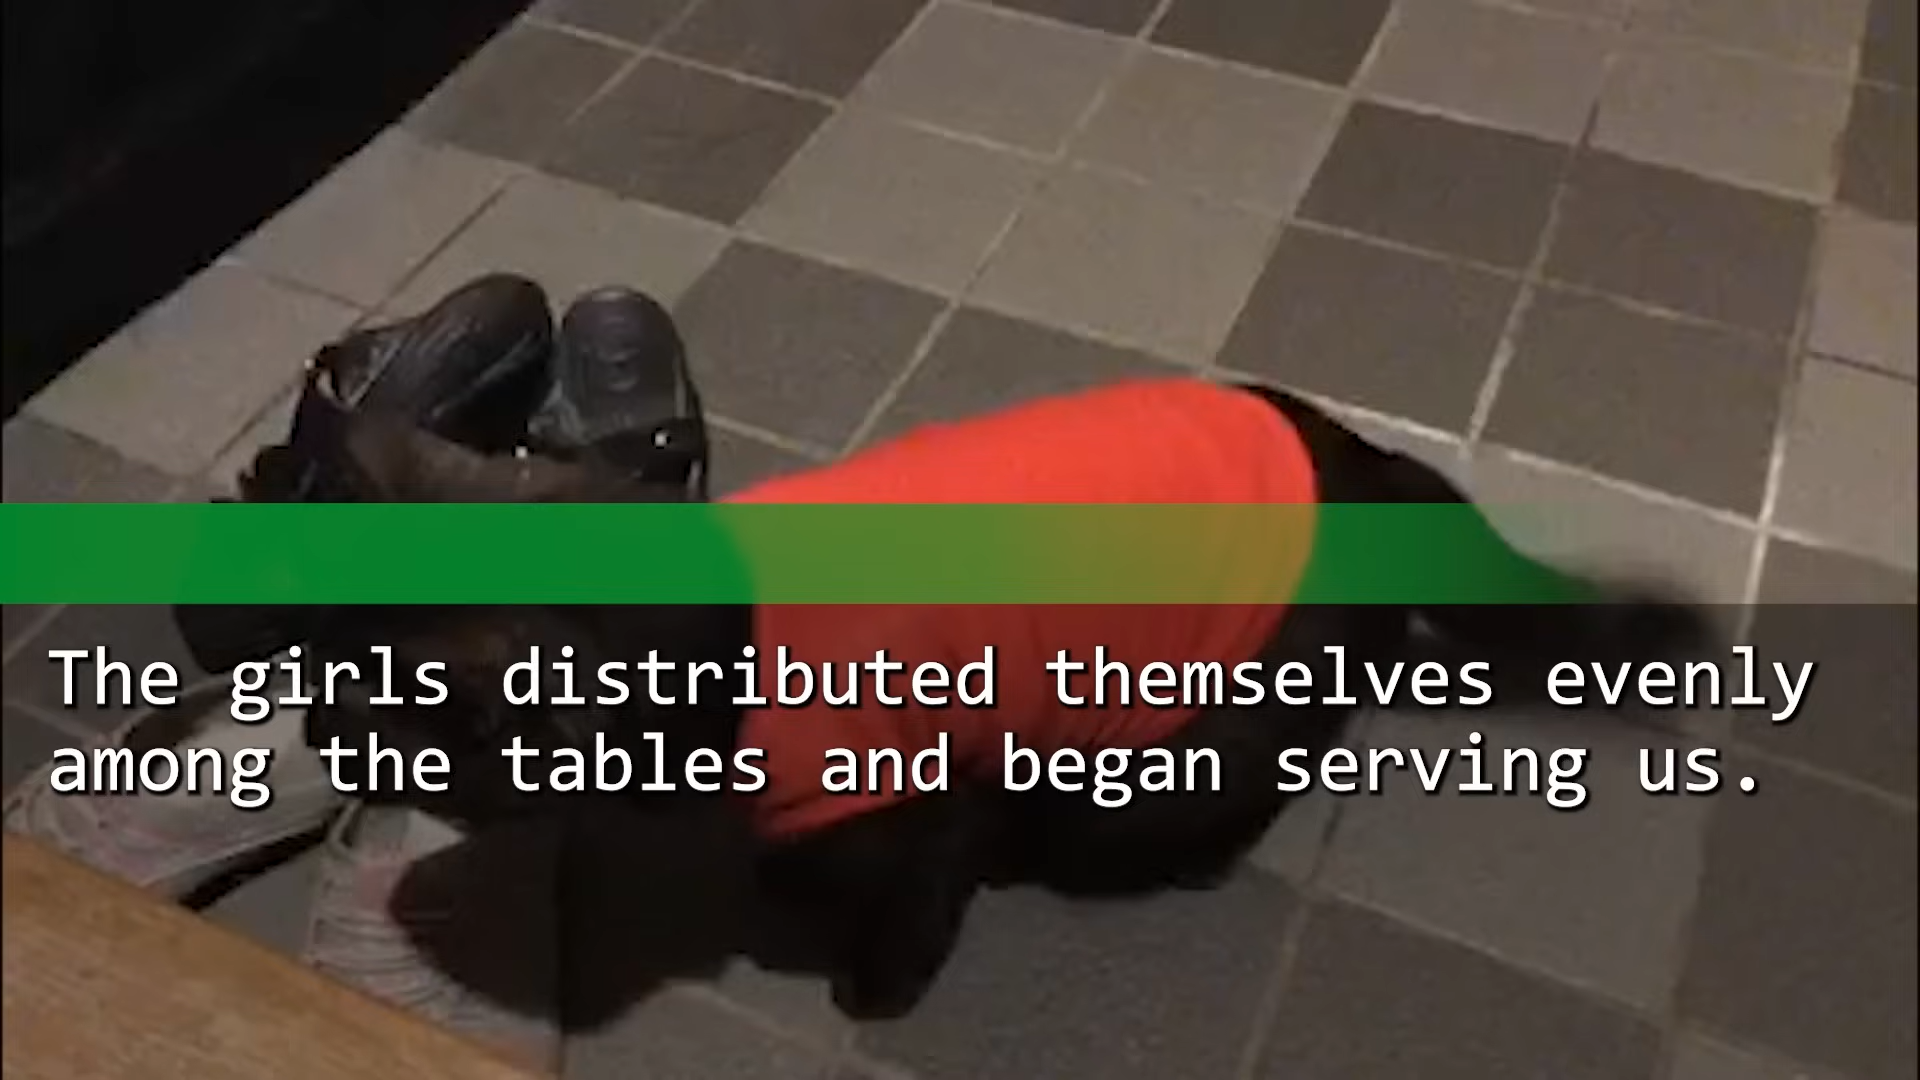 The girls distributed themselves evenly
among the tables and began serving us.